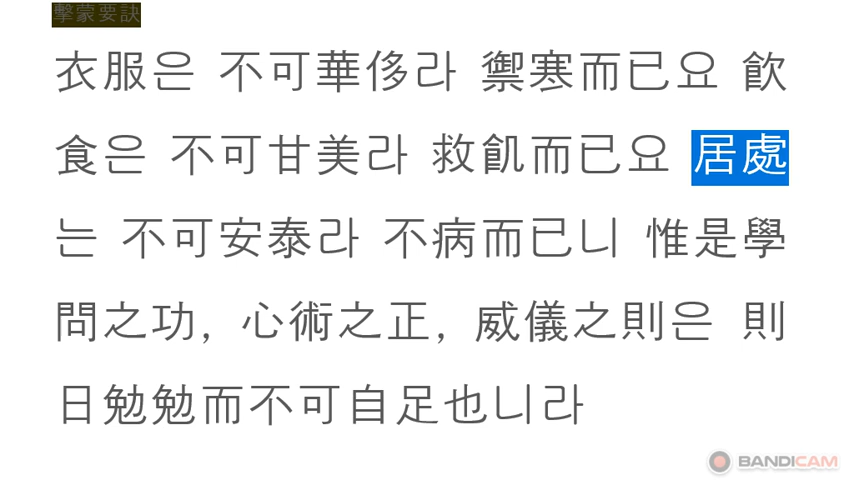 擊蒙要訣
衣服은 不可華侈라 禦寒而已요 飮
食은 不可甘美라 救飢而已요 居處
는 不可安泰라 不病而已니 惟是學
問之功, 心術之正, 威儀之則은 則
日勉勉而不可自足也니라
BANDICAM